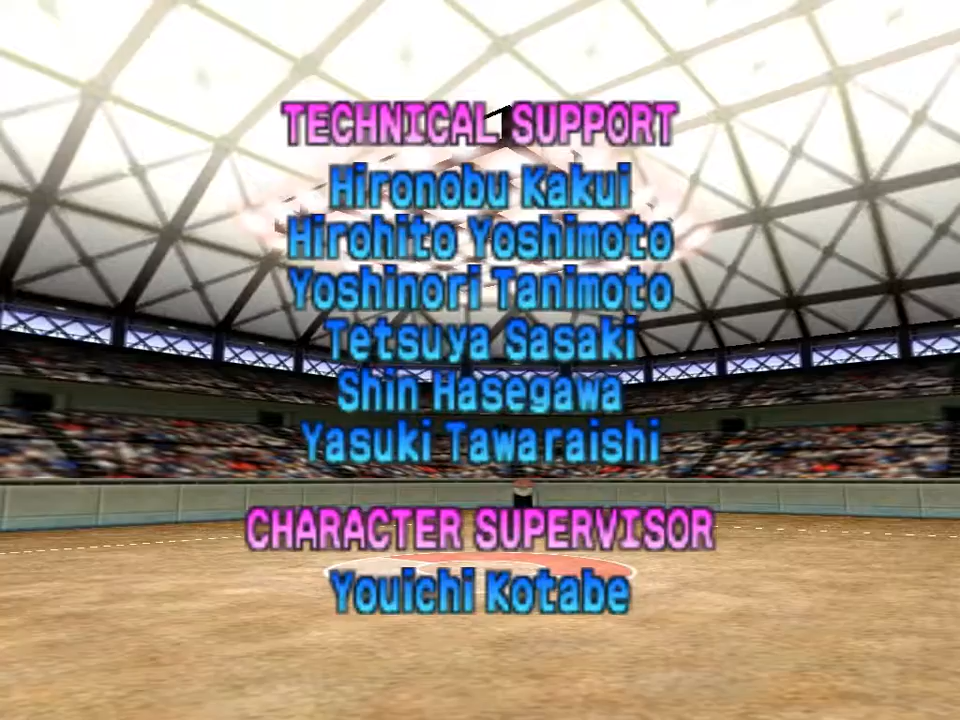 TECHNICAL SUPPORT
Hironobu Kakui
Hirohito Yoshimoto
Yoshinori Tanimoto
Tetsuya Sasaki
Shin Hasegawa
Yasuki Tawaraishi
CHARACTER SUPERVISOR
Youichi Kotabe